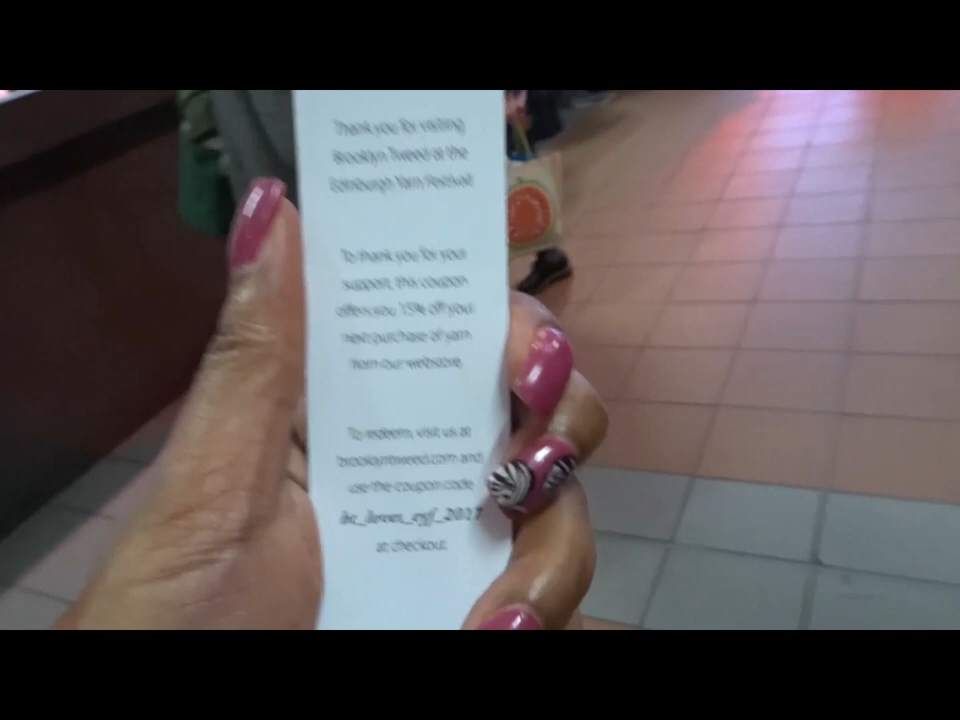 Thank you for visiting
Brooklyn Tweed at the
Edinburgh Yarn Festival!
To thank you for your
support, this coupon
offers you 15% off your
next purchase of yarn
from our webstore.
To redeem, visit us at
brooklyntweed.com and
use the coupon code
bt_loves_eyf_2017
at checkout.